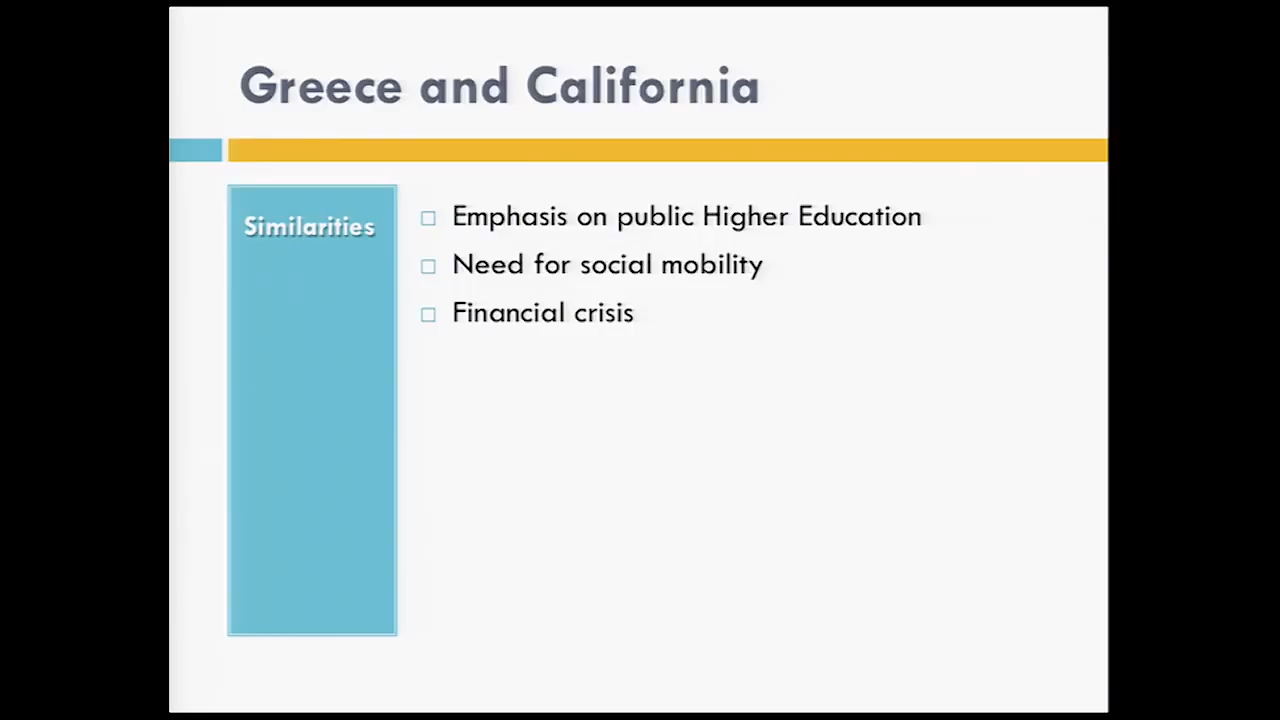 Greece and California
Similarities
Emphasis on public Higher Education
Need for social mobility
Financial crisis